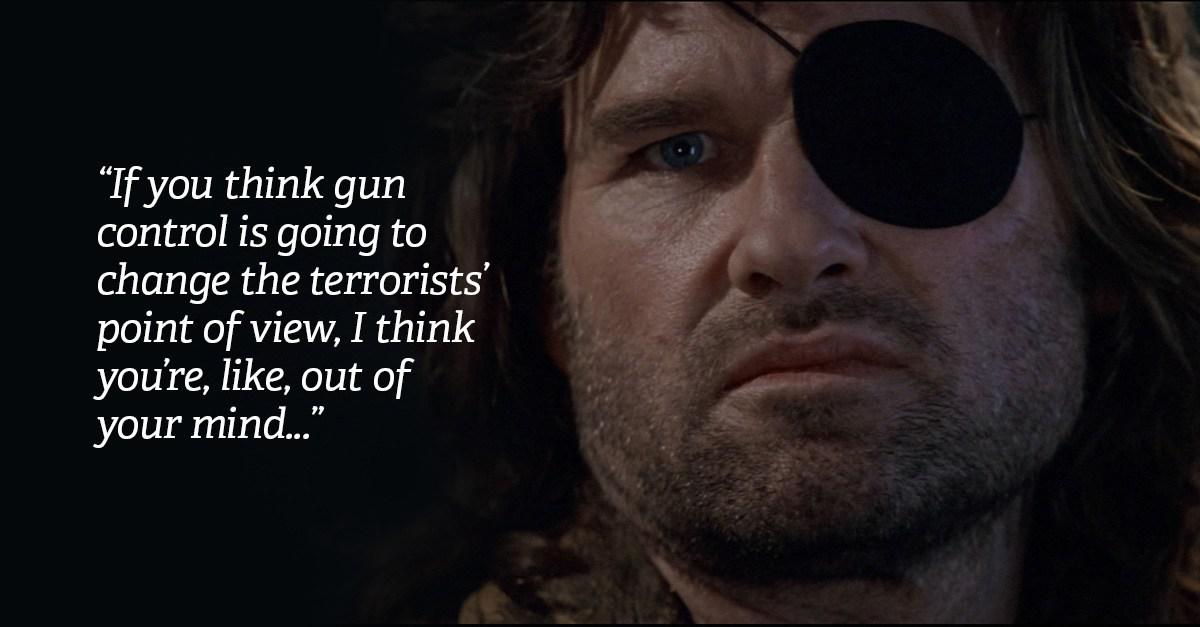 “If you think gun
control is going to
change the terrorists’
point of view, I think
you’re, like, out of
your mind...”